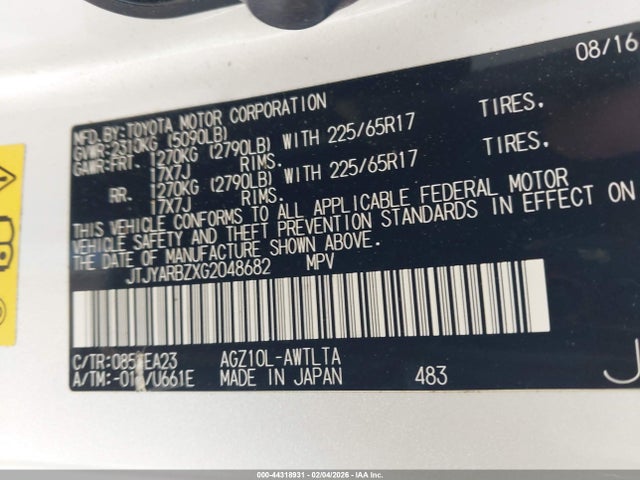 08/16
MFD.BY:TOYOTA MOTOR CORPORATION
GVWR:2310KG (5090LB)
GAWR:FRT. 1270KG (2790LB) WITH 225/65R17 TIRES.
17X7J RIMS.
RR. 1270KG (2790LB) WITH 225/65R17 TIRES.
17X7J RIMS.
THIS VEHICLE CONFORMS TO ALL APPLICABLE FEDERAL MOTOR
VEHICLE SAFETY AND THEFT PREVENTION STANDARDS IN EFFECT ON
THE DATE OF MANUFACTURE SHOWN ABOVE.
JTJYARBZXG2048682 MPV
AGZ10L-AWTLTA
MADE IN JAPAN 483
000-44318931 - 02/04/2026 - IAA Inc.